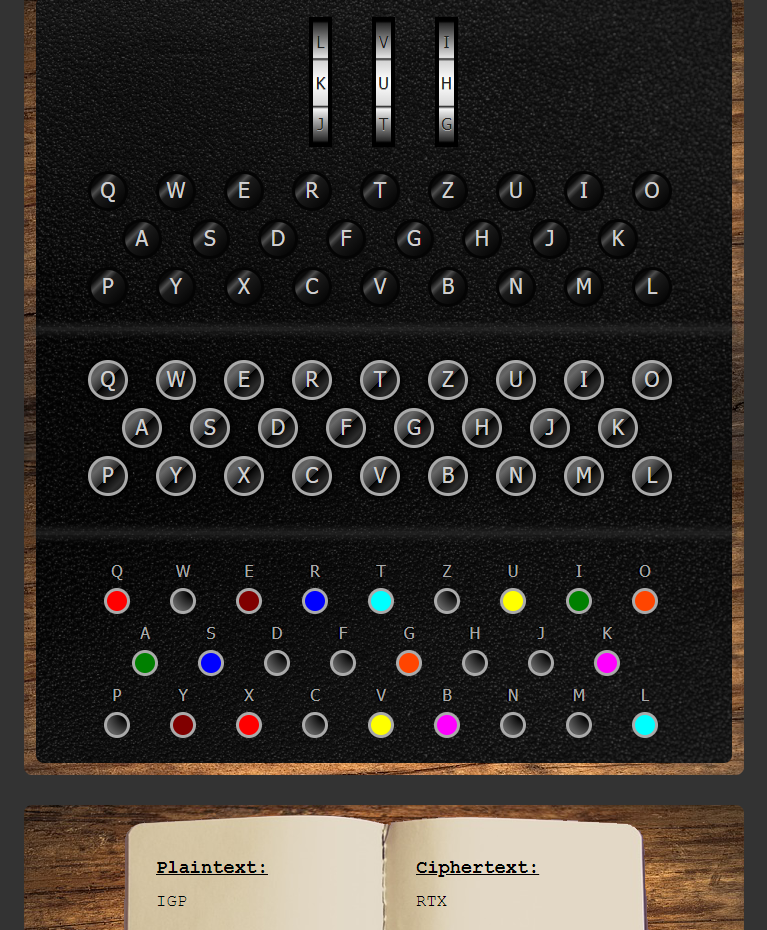 L V I
K U H
J T G
Q W E R T Z U I O
A S D F G H J K
P Y X C V B N M L
Q W E R T Z U I O
A S D F G H J K
P Y X C V B N M L
Q W E R T Z U I O
A S D F G H J K
P Y X C V B N M L
Plaintext:
IGP
Ciphertext:
RTX